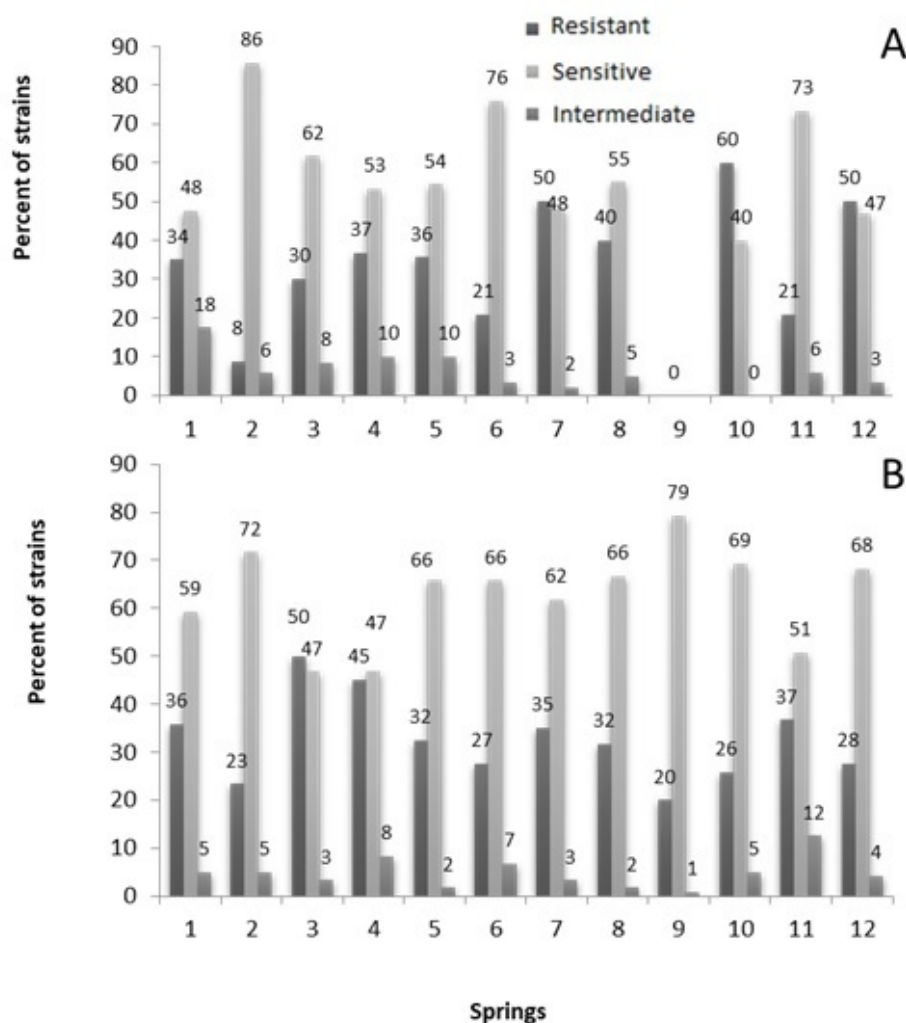 Resistant
Sensitive
Intermediate
A
Percent of strains
90
80
70
60
50
40
30
20
10
0
34 48 18
8 86 6
30 62 8
37 53 10
36 54 10
21 76 3
50 48 2
40 55 5
0
60 40 0
21 73 6
50 47 3
1 2 3 4 5 6 7 8 9 10 11 12
B
Percent of strains
90
80
70
60
50
40
30
20
10
0
36 59 5
23 72 5
50 47 3
45 47 8
32 66 2
27 66 7
35 62 3
32 66 2
20 79 1
26 69 5
37 51 12
28 68 4
1 2 3 4 5 6 7 8 9 10 11 12
Springs